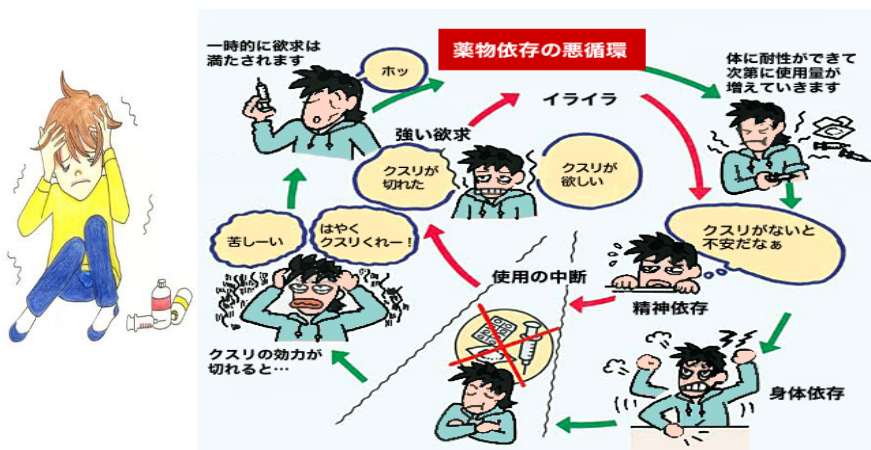 薬物依存の悪循環
一時的に欲求は
満たされます
ホッ
体に耐性ができて
次第に使用量が
増えていきます
イライラ
強い欲求
クスリが
切れた
クスリが
欲しい
クスリがないと
不安だなぁ
苦しーい
はやく
クスリくれー!
使用の中断
精神依存
クスリの効力が
切れると…
身体依存